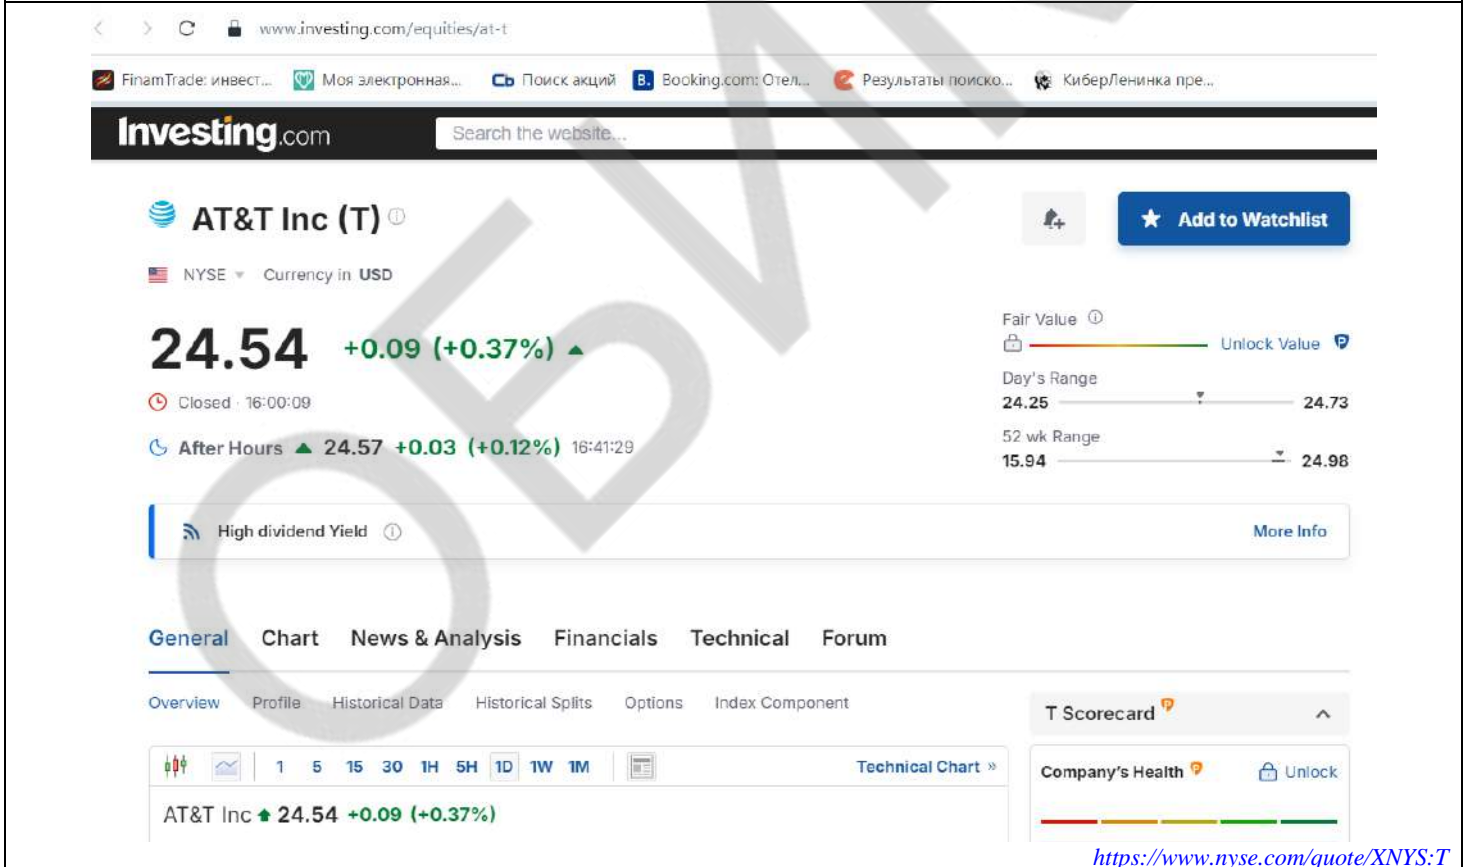 www.investing.com/equities/at-t
FinamTrade: инвест... Моя электронная... Сь Поиск акций B. Booking.com: Отел... Результаты поиско... КиберЛенинка пре...
Investing.com Search the website...
AT&T Inc (T)
Add to Watchlist
NYSE Currency in USD
24.54 +0.09 (+0.37%)
Closed · 16:00:09
After Hours 24.57 +0.03 (+0.12%) 16:41:29
Fair Value
Unlock Value
Day's Range
24.25 24.73
52 wk Range
15.94 24.98
High dividend Yield More Info
General Chart News & Analysis Financials Technical Forum
Overview Profile Historical Data Historical Splits Options Index Component
T Scorecard
1 5 15 30 1H 5H 1D 1W 1M Technical Chart »
Company's Health Unlock
AT&T Inc 24.54 +0.09 (+0.37%)
https://www.nyse.com/quote/XNYS:T